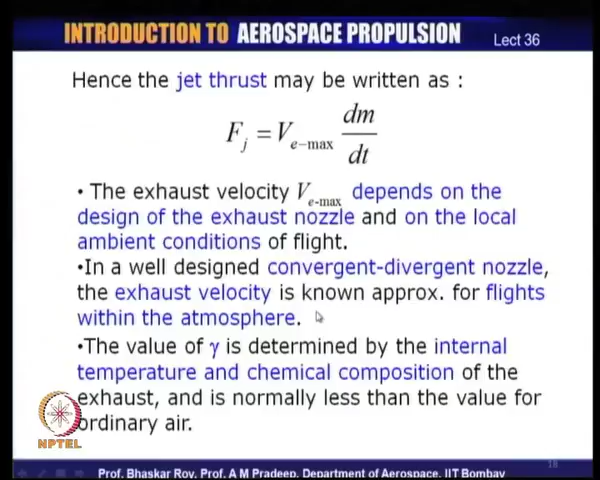 INTRODUCTION TO AEROSPACE PROPULSION
Lect 36
Hence the jet thrust may be written as :
F_j = V_{e-max} dm/dt
• The exhaust velocity V_{e-max} depends on the
design of the exhaust nozzle and on the local
ambient conditions of flight.
•In a well designed convergent-divergent nozzle,
the exhaust velocity is known approx. for flights
within the atmosphere.
•The value of γ is determined by the internal
temperature and chemical composition of the
exhaust, and is normally less than the value for
ordinary air.
NPTEL
18
Prof. Bhaskar Roy, Prof. A M Pradeep, Department of Aerospace, IIT Bombay